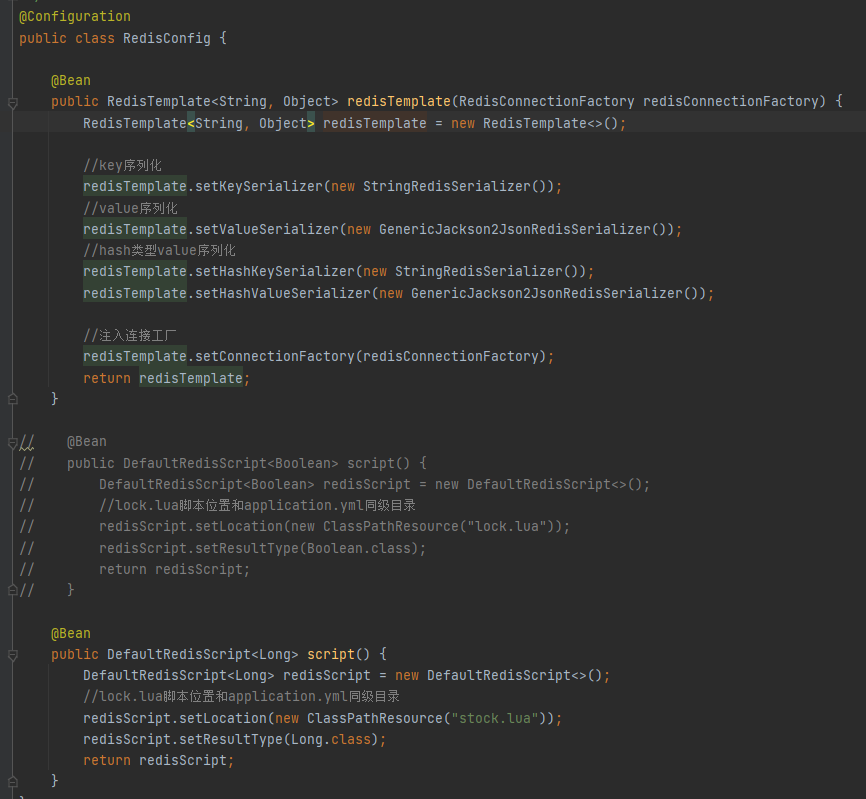 @Configuration
public class RedisConfig {
@Bean
public RedisTemplate<String, Object> redisTemplate(RedisConnectionFactory redisConnectionFactory) {
RedisTemplate<String, Object> redisTemplate = new RedisTemplate<>();
//key序列化
redisTemplate.setKeySerializer(new StringRedisSerializer());
//value序列化
redisTemplate.setValueSerializer(new GenericJackson2JsonRedisSerializer());
//hash类型value序列化
redisTemplate.setHashKeySerializer(new StringRedisSerializer());
redisTemplate.setHashValueSerializer(new GenericJackson2JsonRedisSerializer());
//注入连接工厂
redisTemplate.setConnectionFactory(redisConnectionFactory);
return redisTemplate;
}
//    @Bean
//    public DefaultRedisScript<Boolean> script() {
//        DefaultRedisScript<Boolean> redisScript = new DefaultRedisScript<>();
//        //lock.lua脚本位置和application.yml同级目录
//        redisScript.setLocation(new ClassPathResource("lock.lua"));
//        redisScript.setResultType(Boolean.class);
//        return redisScript;
//    }
@Bean
public DefaultRedisScript<Long> script() {
DefaultRedisScript<Long> redisScript = new DefaultRedisScript<>();
//lock.lua脚本位置和application.yml同级目录
redisScript.setLocation(new ClassPathResource("stock.lua"));
redisScript.setResultType(Long.class);
return redisScript;
}